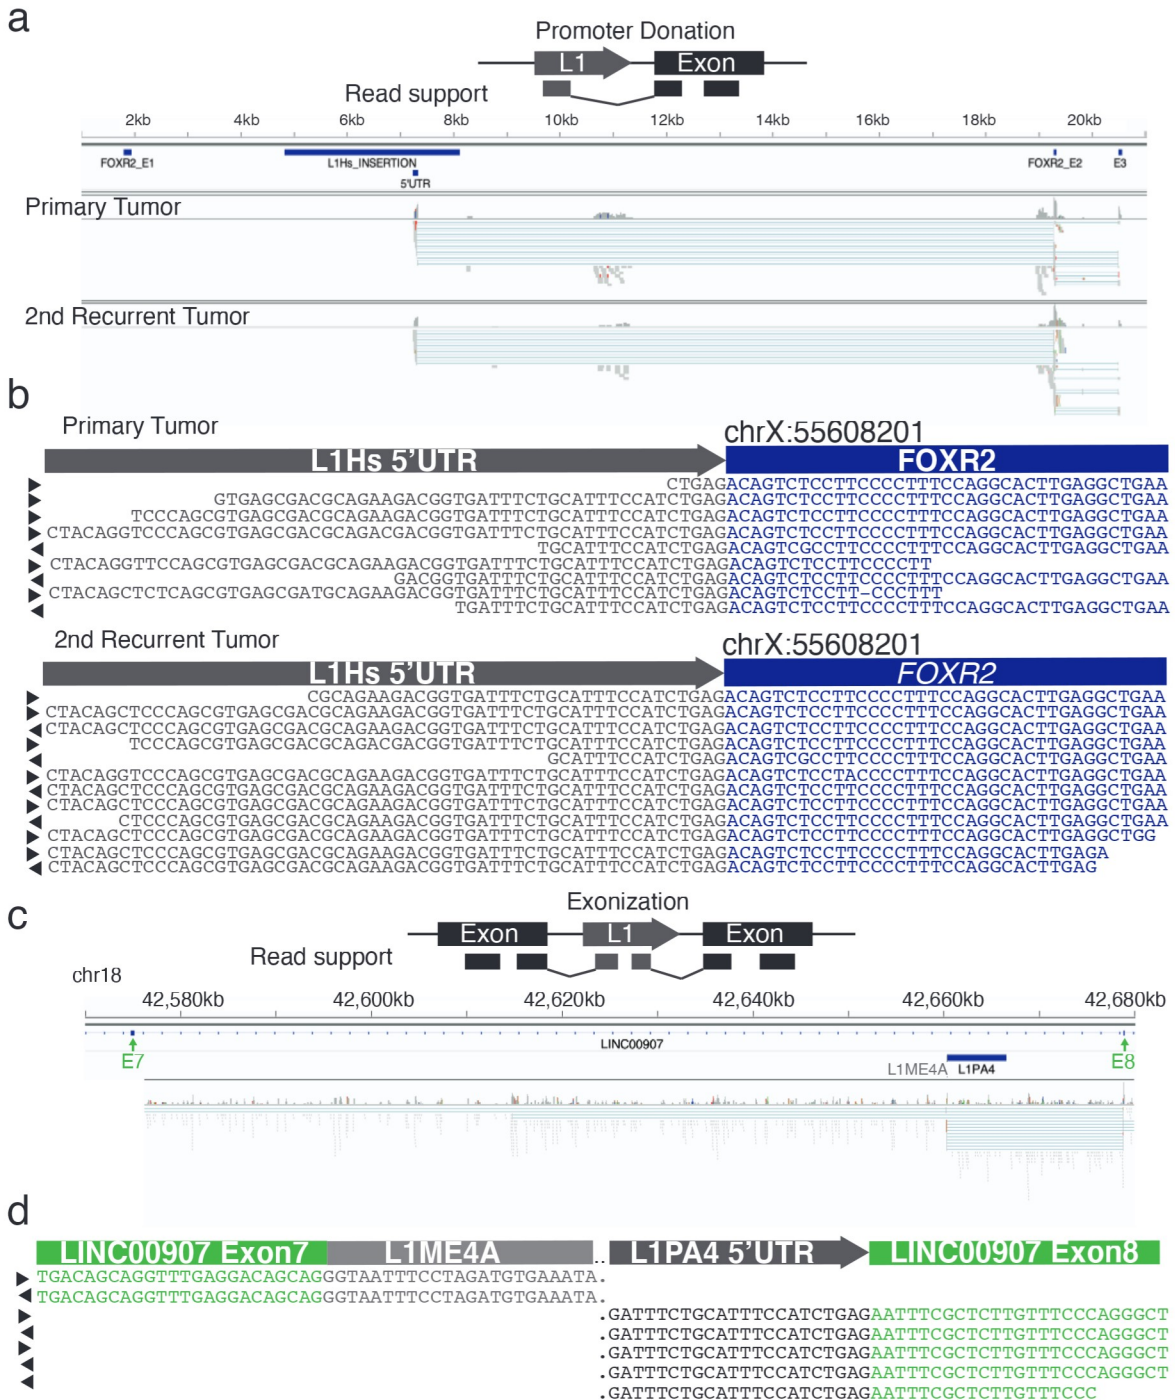 a
Promoter Donation
L1 Exon
Read support
2kb 4kb 6kb 8kb 10kb 12kb 14kb 16kb 18kb 20kb
FOXR2_E1 L1Hs_INSERTION FOXR2_E2 E3
5'UTR
Primary Tumor
2nd Recurrent Tumor
b
Primary Tumor
chrX:55608201
L1Hs 5'UTR FOXR2
CTGAGACAGTCTCCTTCCCCTTTCCAGGCACTTGAGGCTGAA
GTGAGCGACGCAGAAGACGGTGATTTCTGCATTTCCATCTGAGACAGTCTCCTTCCCCTTTCCAGGCACTTGAGGCTGAA
TCCCAGCGTGAGCGACGCAGAAGACGGTGATTTCTGCATTTCCATCTGAGACAGTCTCCTTCCCCTTTCCAGGCACTTGAGGCTGAA
CTACAGGTCCCAGCGTGAGCGACGCAGACGACGGTGATTTCTGCATTTCCATCTGAGACAGTCTCCTTCCCCTTTCCAGGCACTTGAGGCTGAA
TGCATTTCCATCTGAGACAGTCGCCTTCCCCTTTCCAGGCACTTGAGGCTGAA
CTACAGGTTCCAGCGTGAGCGACGCAGAAGACGGTGATTTCTGCATTTCCATCTGAGACAGTCTCCTTCCCCTT
GACGGTGATTTCTGCATTTCCATCTGAGACAGTCTCCTTCCCCTTTCCAGGCACTTGAGGCTGAA
CTACAGCTCTCAGCGTGAGCGATGCAGAAGACGGTGATTTCTGCATTTCCATCTGAGACAGTCTCCTT-CCCTTT
TGATTTCTGCATTTCCATCTGAGACAGTCTCCTTCCCCTTTCCAGGCACTTGAGGCTGAA
2nd Recurrent Tumor
chrX:55608201
L1Hs 5'UTR FOXR2
CGCAGAAGACGGTGATTTCTGCATTTCCATCTGAGACAGTCTCCTTCCCCTTTCCAGGCACTTGAGGCTGAA
CTACAGCTCCCAGCGTGAGCGACGCAGAAGACGGTGATTTCTGCATTTCCATCTGAGACAGTCTCCTTCCCCTTTCCAGGCACTTGAGGCTGAA
CTACAGCTCCCAGCGTGAGCGACGCAGAAGACGGTGATTTCTGCATTTCCATCTGAGACAGTCTCCTTCCCCTTTCCAGGCACTTGAGGCTGAA
TCCCAGCGTGAGCGACGCAGACGACGGTGATTTCTGCATTTCCATCTGAGACAGTCTCCTTCCCCTTTCCAGGCACTTGAGGCTGAA
GCATTTCCATCTGAGACAGTCGCCTTCCCCTTTCCAGGCACTTGAGGCTGAA
CTACAGGTCCCAGCGTGAGCGACGCAGAAGACGGTGATTTCTGCATTTCCATCTGAGACAGTCTCCTACCCCTTTCCAGGCACTTGAGGCTGAA
CTACAGCTCCCAGCGTGAGCGACGCAGAAGACGGTGATTTCTGCATTTCCATCTGAGACAGTCTCCTTCCCCTTTCCAGGCACTTGAGGCTGAA
CTACAGCTCCCAGCGTGAGCGACGCAGAAGACGGTGATTTCTGCATTTCCATCTGAGACAGTCTCCTTCCCCTTTCCAGGCACTTGAGGCTGAA
CTCCCAGCGTGAGCGACGCAGAAGACGGTGATTTCTGCATTTCCATCTGAGACAGTCTCCTTCCCCTTTCCAGGCACTTGAGGCTGAA
CTACAGCTCCCAGCGTGAGCGACGCAGAAGACGGTGATTTCTGCATTTCCATCTGAGACAGTCTCCTTCCCCTTTCCAGGCACTTGAGGCTGG
CTACAGCTCCCAGCGTGAGCGACGCAGAAGACGGTGATTTCTGCATTTCCATCTGAGACAGTCTCCTTCCCCTTTCCAGGCACTTGAGA
CTACAGCTCCCAGCGTGAGCGACGCAGAAGACGGTGATTTCTGCATTTCCATCTGAGACAGTCTCCTTCCCCTTTCCAGGCACTTGAG
c
Exonization
Exon L1 Exon
Read support
chr18
42,580kb 42,600kb 42,620kb 42,640kb 42,660kb 42,680kb
LINC00907
E7 E8
L1ME4A L1PA4
d
LINC00907 Exon7 L1ME4A .. L1PA4 5'UTR LINC00907 Exon8
TGACAGCAGGTTTGAGGACAGCAGGGTAATTTCCTAGATGTGAAATA.
TGACAGCAGGTTTGAGGACAGCAGGGTAATTTCCTAGATGTGAAATA.
.GATTTCTGCATTTCCATCTGAGAATTTCGCTCTTGTTTCCCAGGGCT
.GATTTCTGCATTTCCATCTGAGAATTTCGCTCTTGTTTCCCAGGGCT
.GATTTCTGCATTTCCATCTGAGAATTTCGCTCTTGTTTCCCAGGGCT
.GATTTCTGCATTTCCATCTGAGAATTTCGCTCTTGTTTCCCAGGGCT
.GATTTCTGCATTTCCATCTGAGAATTTCGCTCTTGTTTCCC